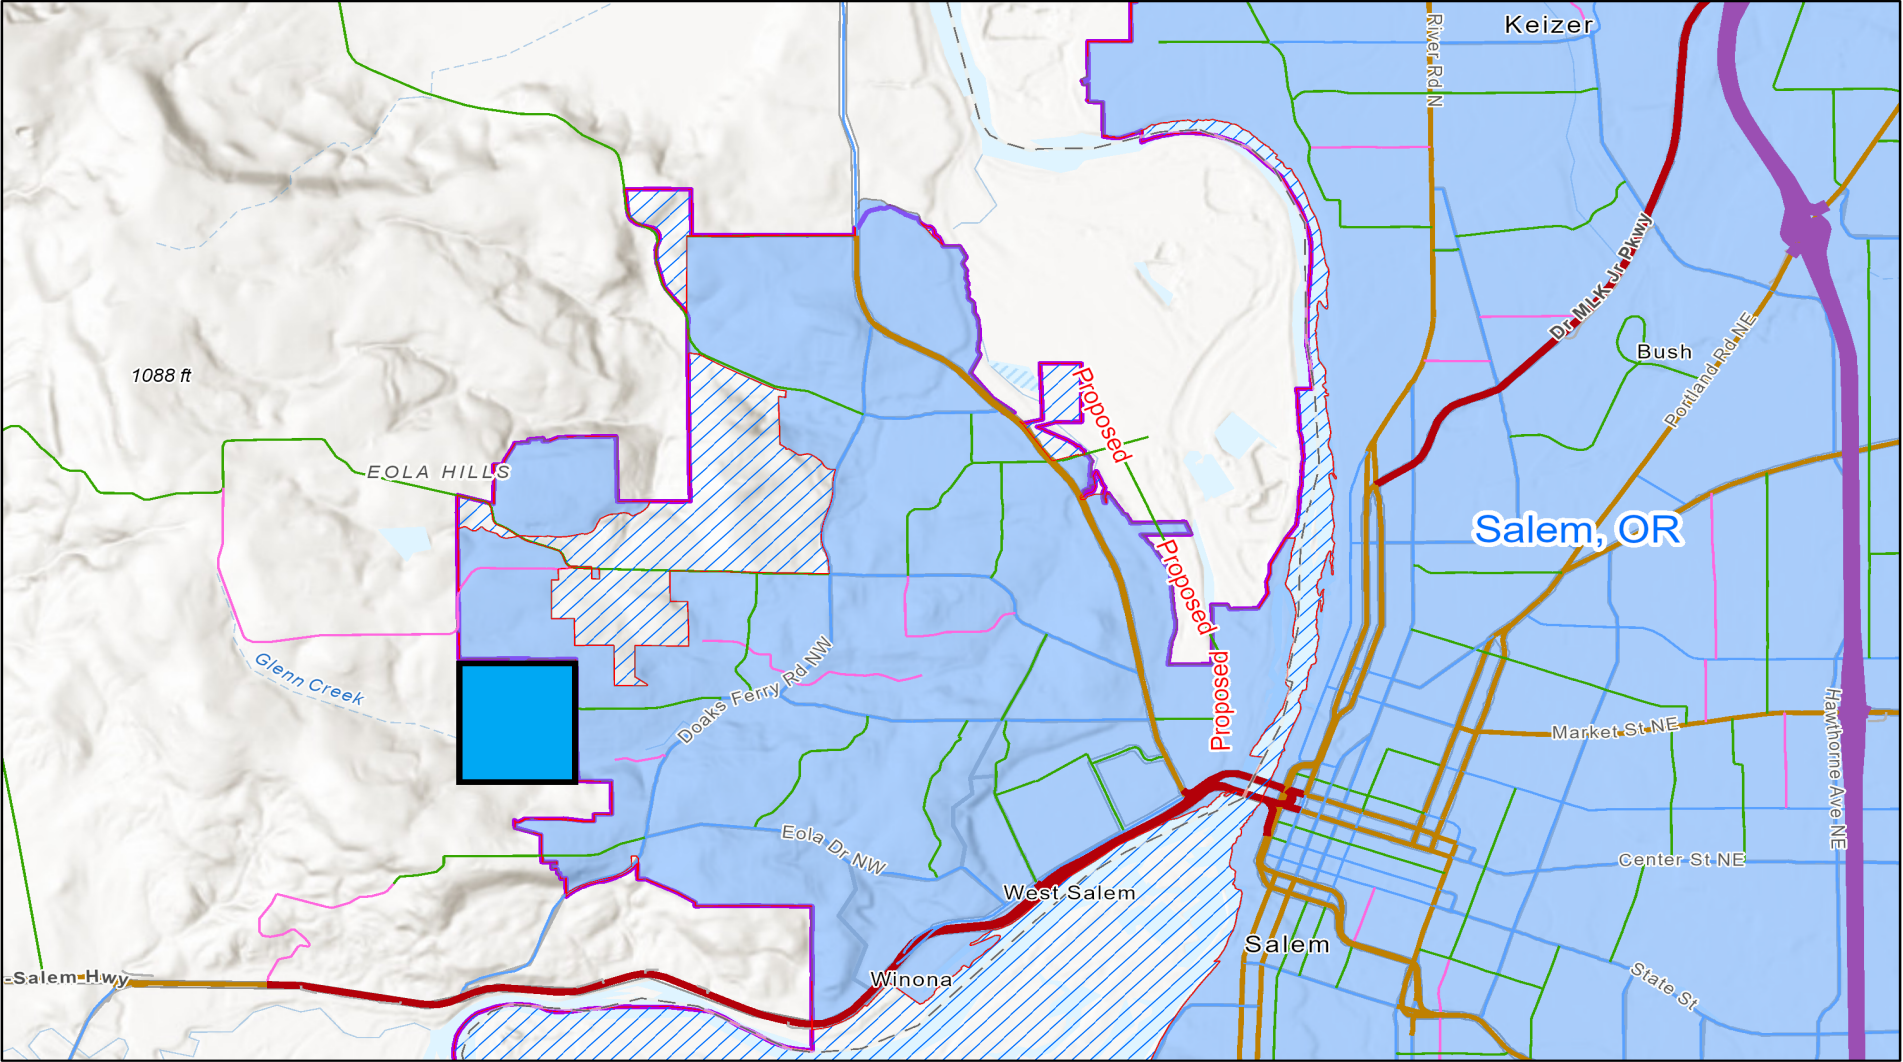 Keizer
River Rd N
Dr MLK Jr Pkwy
Bush
Portland Rd NE
1088 ft
EOLA HILLS
Proposed
Salem, OR
Proposed
Glenn Creek
Doaks Ferry Rd NW
Proposed
Market St NE
Hawthorne Ave NE
Eola Dr NW
Center St NE
West Salem
Salem
-Salem Hwy
Winona
State St